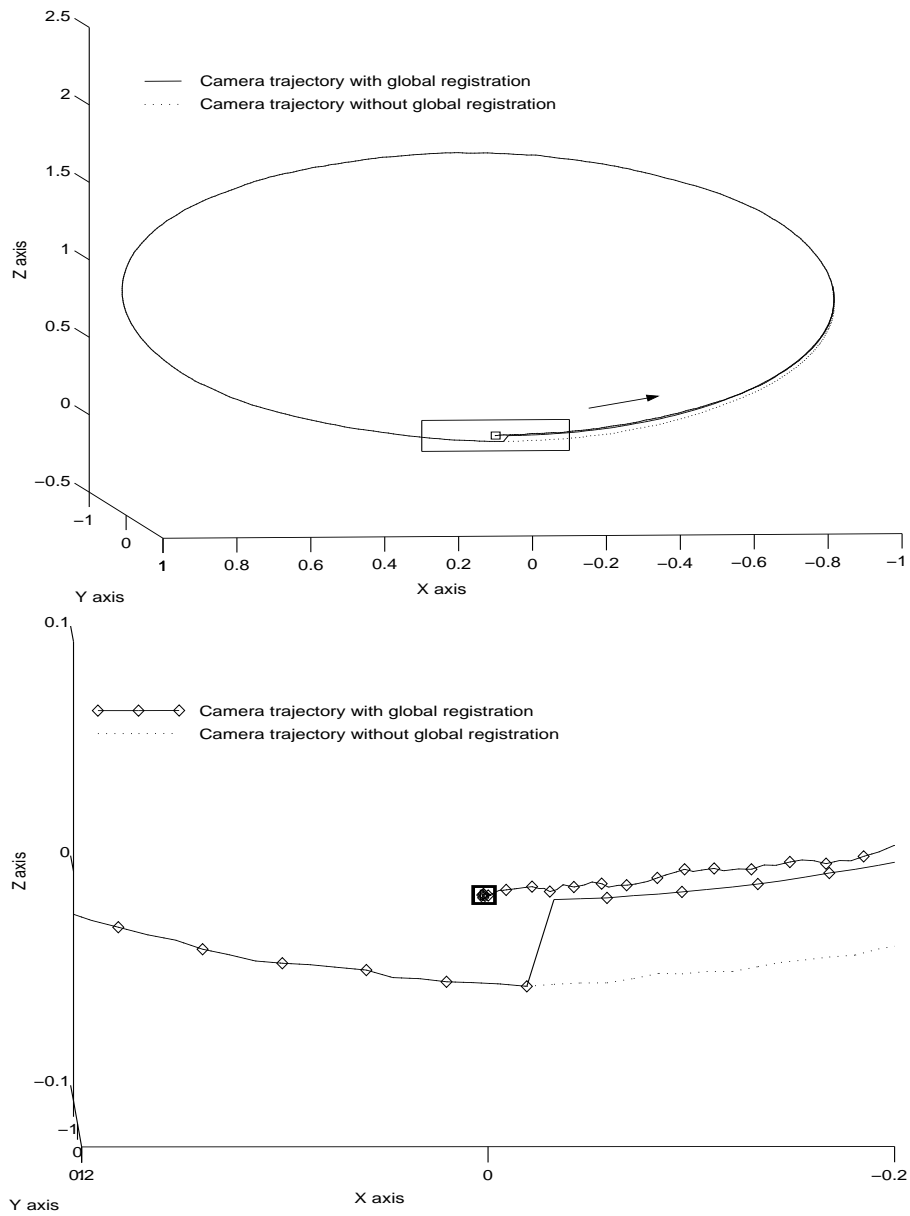 2.5
Camera trajectory with global registration
Camera trajectory without global registration
2
1.5
1
Z axis
0.5
0
−0.5
−1
0
1
0.8
0.6
0.4
0.2
0
−0.2
−0.4
−0.6
−0.8
−1
X axis
Y axis
0.1
Camera trajectory with global registration
Camera trajectory without global registration
0
Z axis
−0.1
−1
0
0.2
0
−0.2
X axis
Y axis